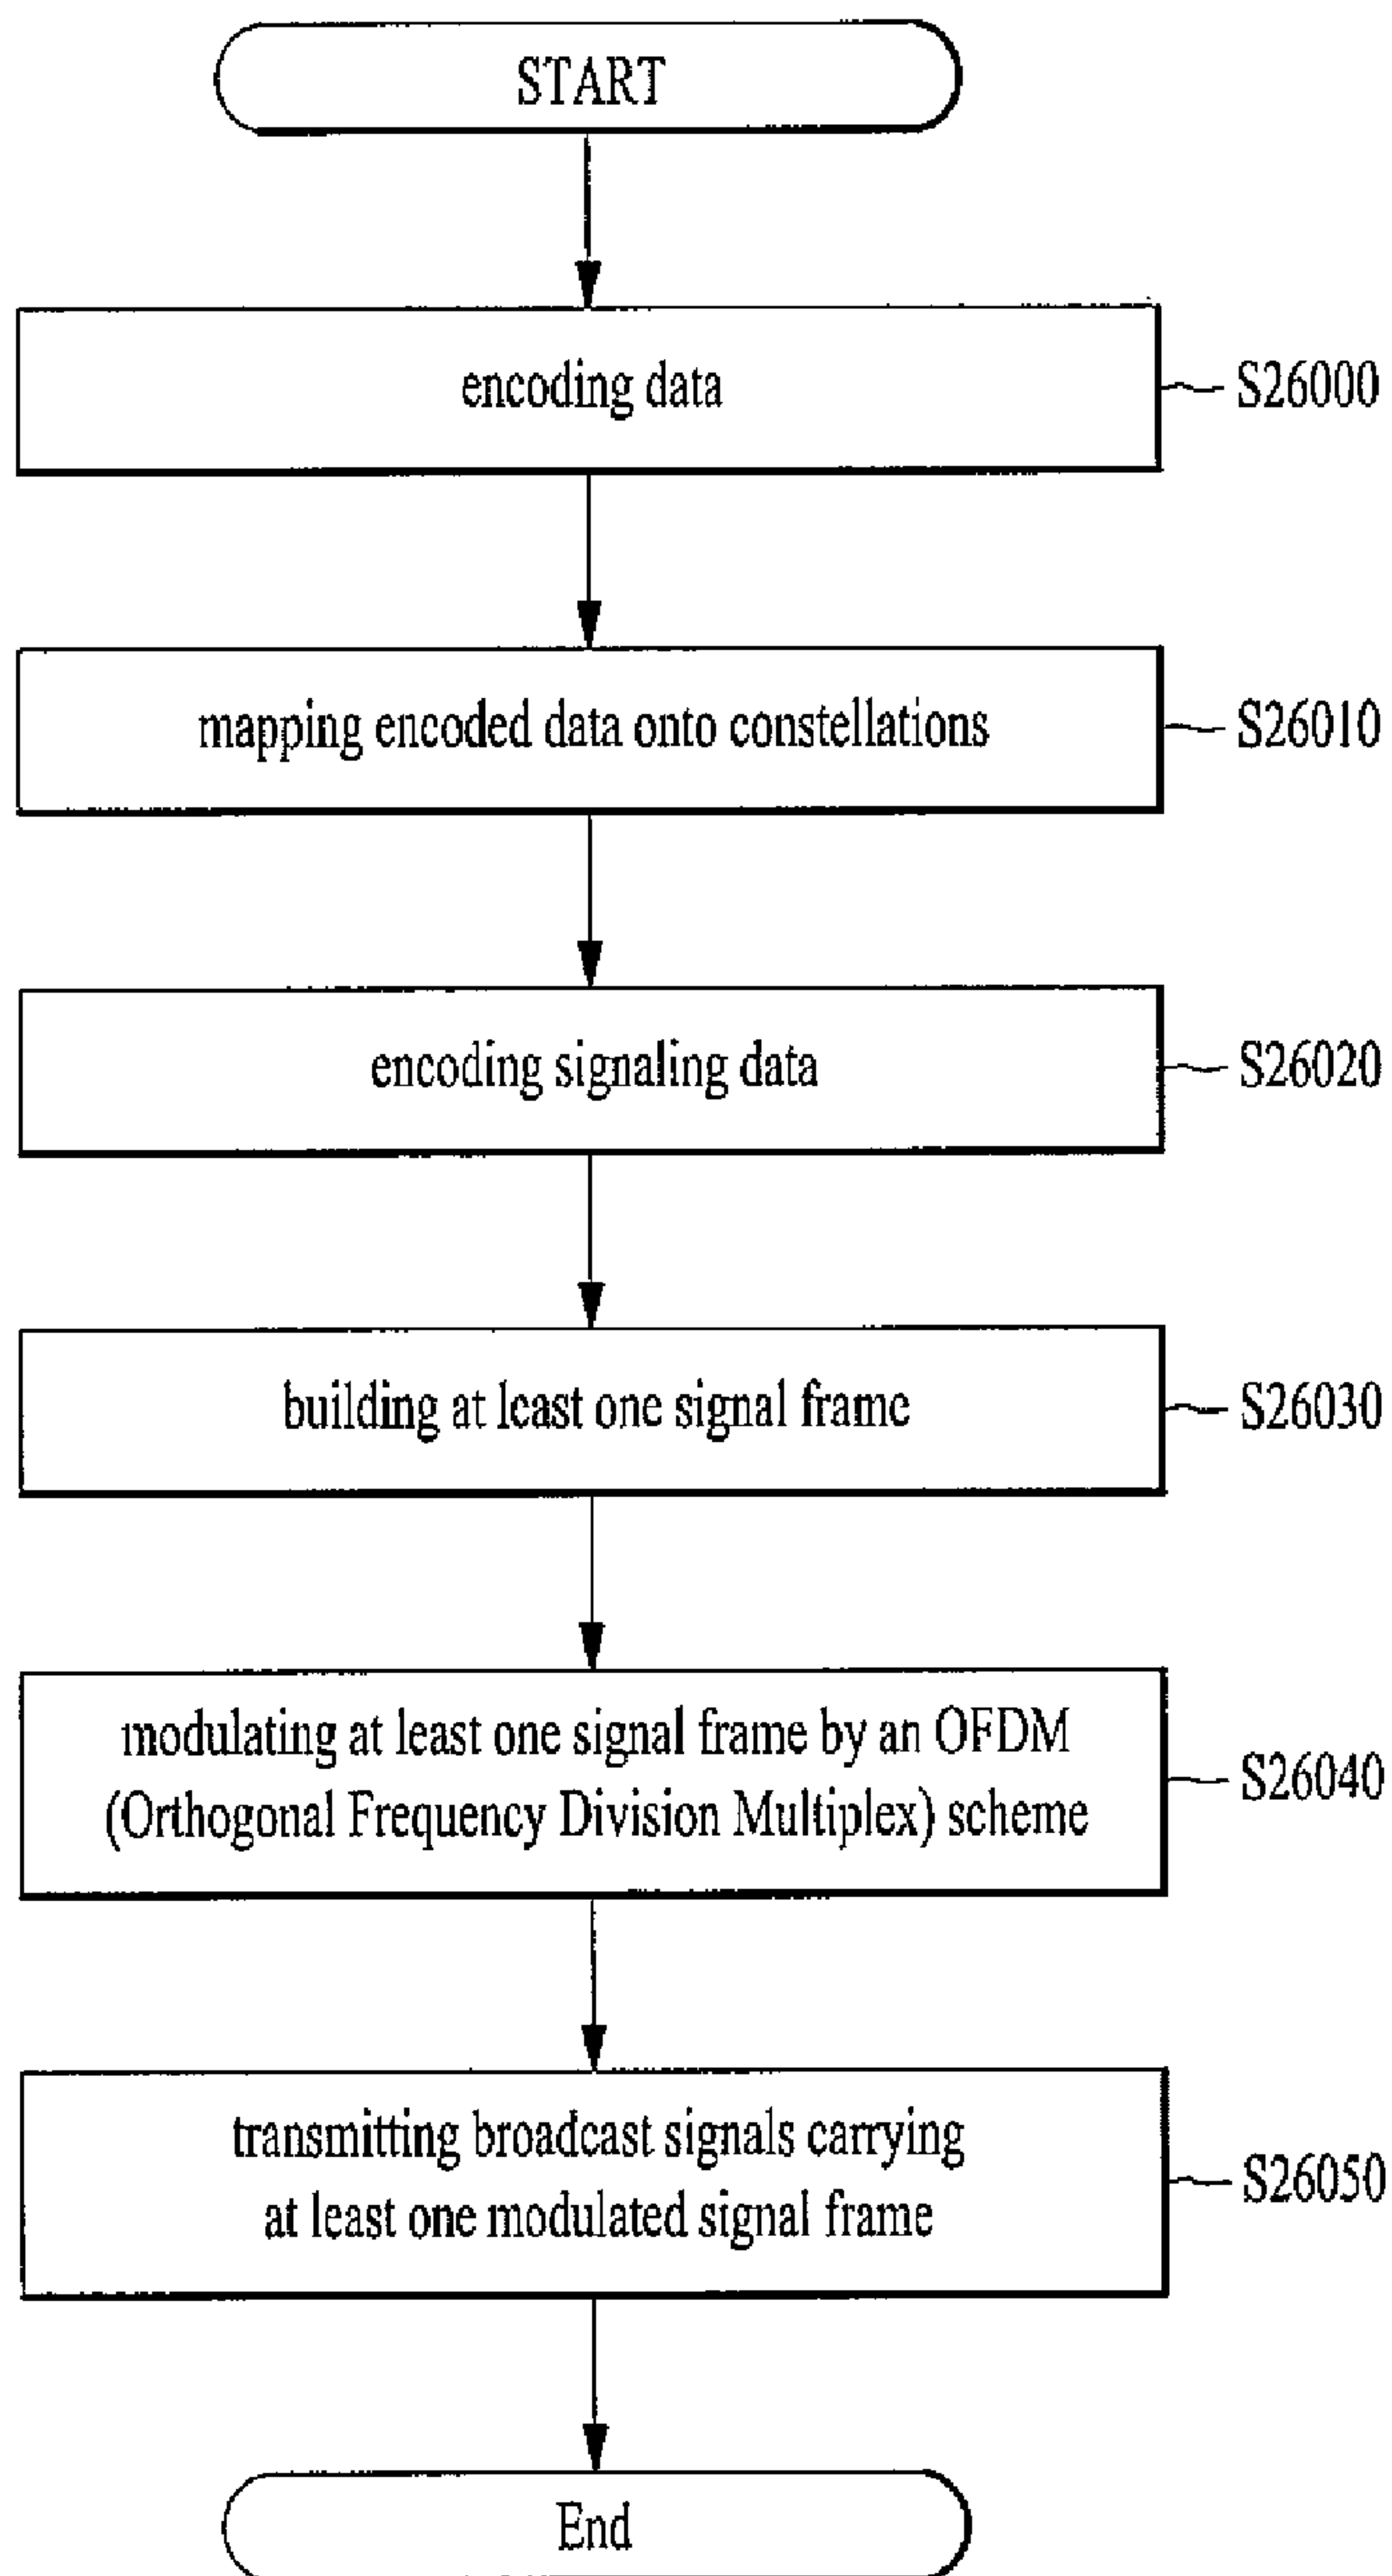 START
encoding data
S26000
mapping encoded data onto constellations
S26010
encoding signaling data
S26020
building at least one signal frame
S26030
modulating at least one signal frame by an OFDM
(Orthogonal Frequency Division Multiplex) scheme
S26040
transmitting broadcast signals carrying
at least one modulated signal frame
S26050
End